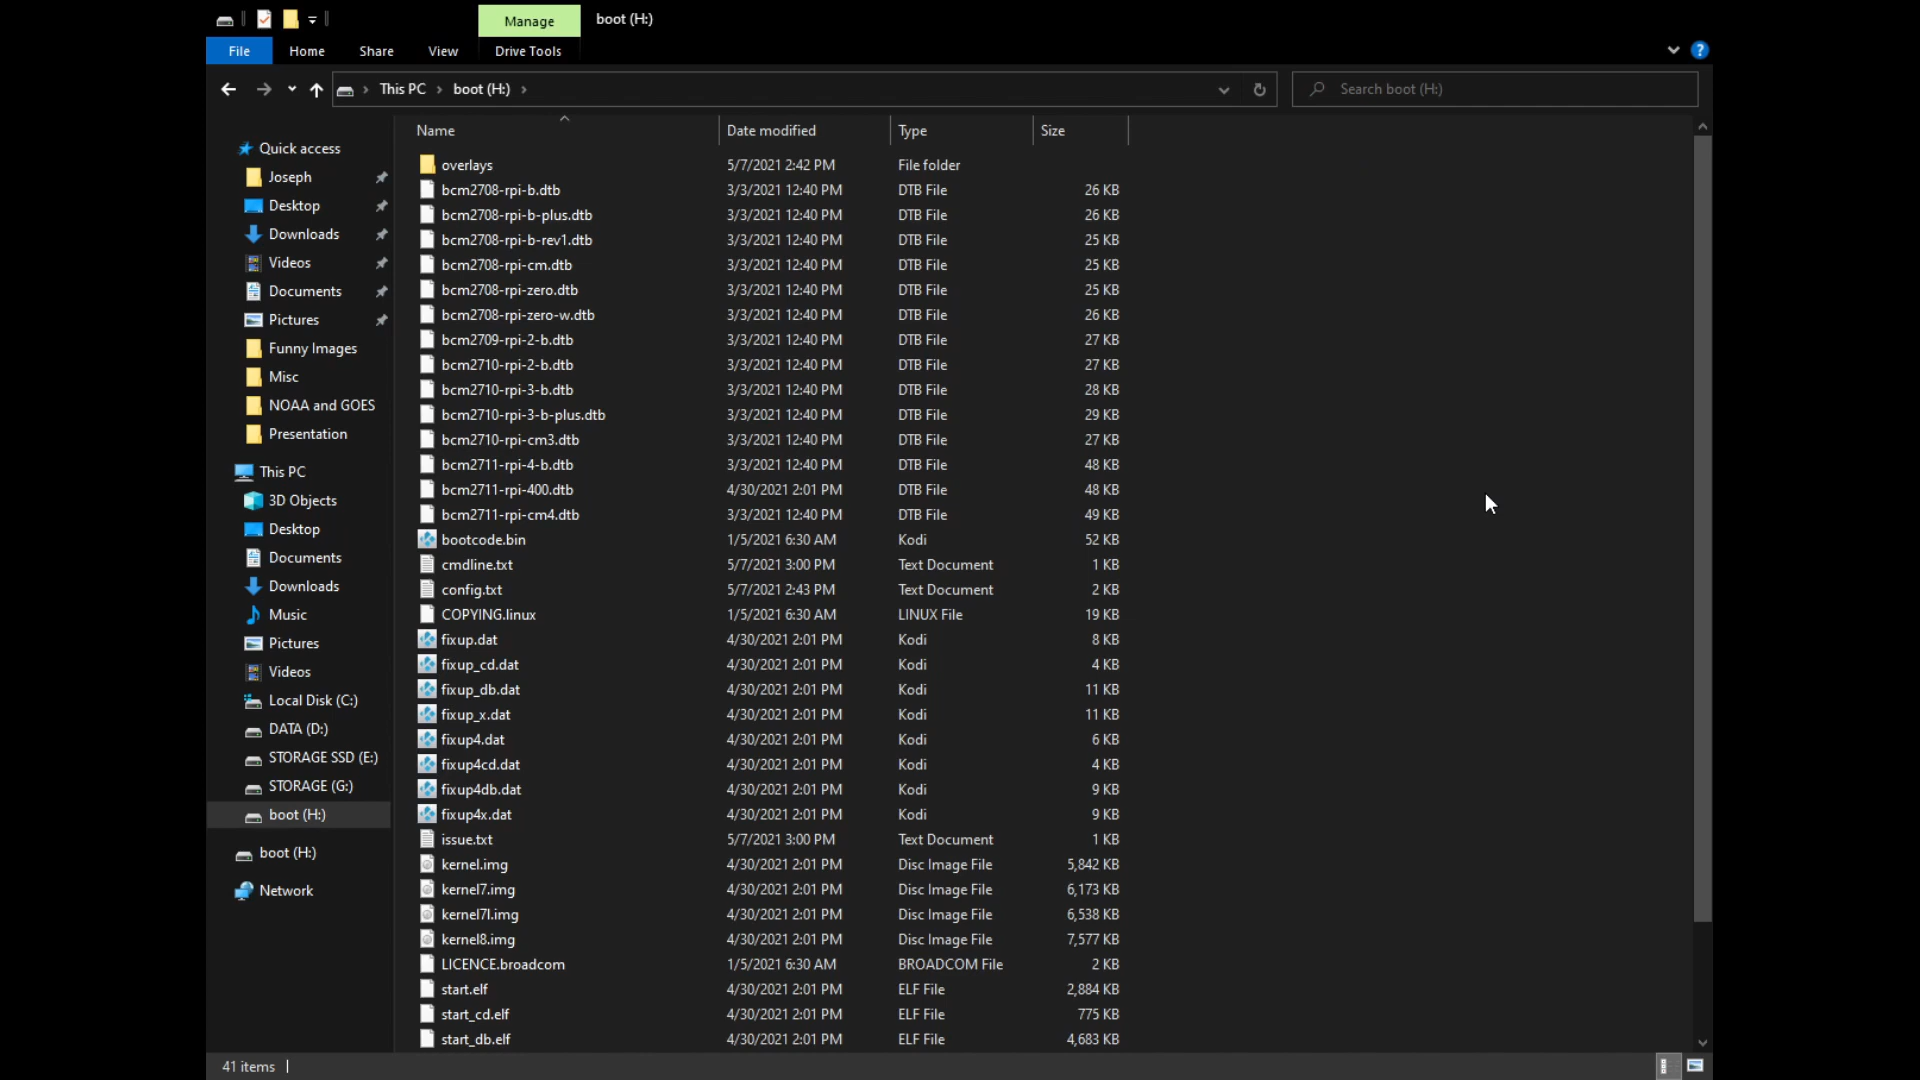 Manage
boot (H:)
File
Home
Share
View
Drive Tools
This PC
boot (H:)
Search boot (H:)
Name
Date modified
Type
Size
Quick access
Joseph
Desktop
Downloads
Videos
Documents
Pictures
Funny Images
Misc
NOAA and GOES
Presentation
This PC
3D Objects
Desktop
Documents
Downloads
Music
Pictures
Videos
Local Disk (C:)
DATA (D:)
STORAGE SSD (E:)
STORAGE (G:)
boot (H:)
boot (H:)
Network
overlays 5/7/2021 2:42 PM File folder
bcm2708-rpi-b.dtb 3/3/2021 12:40 PM DTB File 26 KB
bcm2708-rpi-b-plus.dtb 3/3/2021 12:40 PM DTB File 26 KB
bcm2708-rpi-b-rev1.dtb 3/3/2021 12:40 PM DTB File 25 KB
bcm2708-rpi-cm.dtb 3/3/2021 12:40 PM DTB File 25 KB
bcm2708-rpi-zero.dtb 3/3/2021 12:40 PM DTB File 25 KB
bcm2708-rpi-zero-w.dtb 3/3/2021 12:40 PM DTB File 26 KB
bcm2709-rpi-2-b.dtb 3/3/2021 12:40 PM DTB File 27 KB
bcm2710-rpi-2-b.dtb 3/3/2021 12:40 PM DTB File 27 KB
bcm2710-rpi-3-b.dtb 3/3/2021 12:40 PM DTB File 28 KB
bcm2710-rpi-3-b-plus.dtb 3/3/2021 12:40 PM DTB File 29 KB
bcm2710-rpi-cm3.dtb 3/3/2021 12:40 PM DTB File 27 KB
bcm2711-rpi-4-b.dtb 3/3/2021 12:40 PM DTB File 48 KB
bcm2711-rpi-400.dtb 4/30/2021 2:01 PM DTB File 48 KB
bcm2711-rpi-cm4.dtb 3/3/2021 12:40 PM DTB File 49 KB
bootcode.bin 1/5/2021 6:30 AM Kodi 52 KB
cmdline.txt 5/7/2021 3:00 PM Text Document 1 KB
config.txt 5/7/2021 2:43 PM Text Document 2 KB
COPYING.linux 1/5/2021 6:30 AM LINUX File 19 KB
fixup.dat 4/30/2021 2:01 PM Kodi 8 KB
fixup_cd.dat 4/30/2021 2:01 PM Kodi 4 KB
fixup_db.dat 4/30/2021 2:01 PM Kodi 11 KB
fixup_x.dat 4/30/2021 2:01 PM Kodi 11 KB
fixup4.dat 4/30/2021 2:01 PM Kodi 6 KB
fixup4cd.dat 4/30/2021 2:01 PM Kodi 4 KB
fixup4db.dat 4/30/2021 2:01 PM Kodi 9 KB
fixup4x.dat 4/30/2021 2:01 PM Kodi 9 KB
issue.txt 5/7/2021 3:00 PM Text Document 1 KB
kernel.img 4/30/2021 2:01 PM Disc Image File 5,842 KB
kernel7.img 4/30/2021 2:01 PM Disc Image File 6,173 KB
kernel7l.img 4/30/2021 2:01 PM Disc Image File 6,538 KB
kernel8.img 4/30/2021 2:01 PM Disc Image File 7,577 KB
LICENCE.broadcom 1/5/2021 6:30 AM BROADCOM File 2 KB
start.elf 4/30/2021 2:01 PM ELF File 2,884 KB
start_cd.elf 4/30/2021 2:01 PM ELF File 775 KB
start_db.elf 4/30/2021 2:01 PM ELF File 4,683 KB
41 items